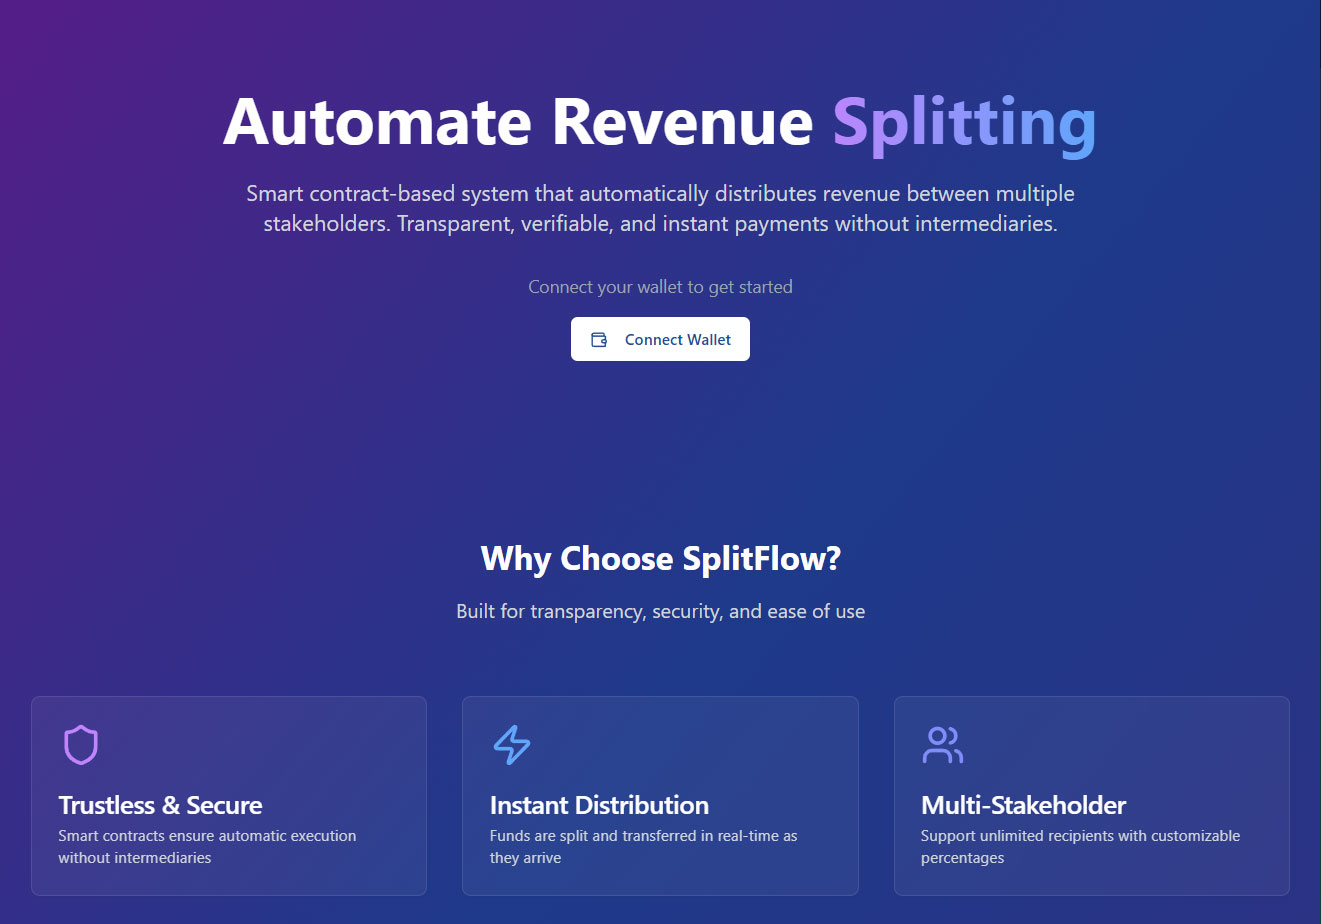 Automate Revenue Splitting
Smart contract-based system that automatically distributes revenue between multiple
stakeholders. Transparent, verifiable, and instant payments without intermediaries.
Connect your wallet to get started
Connect Wallet
Why Choose SplitFlow?
Built for transparency, security, and ease of use
Trustless & Secure
Smart contracts ensure automatic execution
without intermediaries
Instant Distribution
Funds are split and transferred in real-time as
they arrive
Multi-Stakeholder
Support unlimited recipients with customizable
percentages